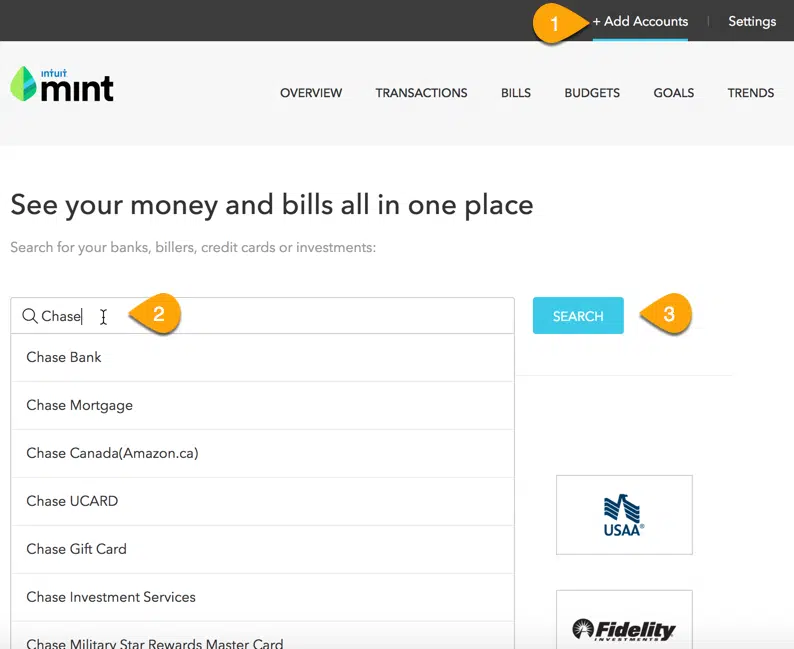 1
+ Add Accounts | Settings
intuit
mint
OVERVIEW TRANSACTIONS BILLS BUDGETS GOALS TRENDS
See your money and bills all in one place
Search for your banks, billers, credit cards or investments:
Chase
2
SEARCH
3
Chase Bank
Chase Mortgage
Chase Canada(Amazon.ca)
Chase UCARD
Chase Gift Card
Chase Investment Services
Chase Military Star Rewards Master Card
USAA®
Fidelity
INVESTMENTS